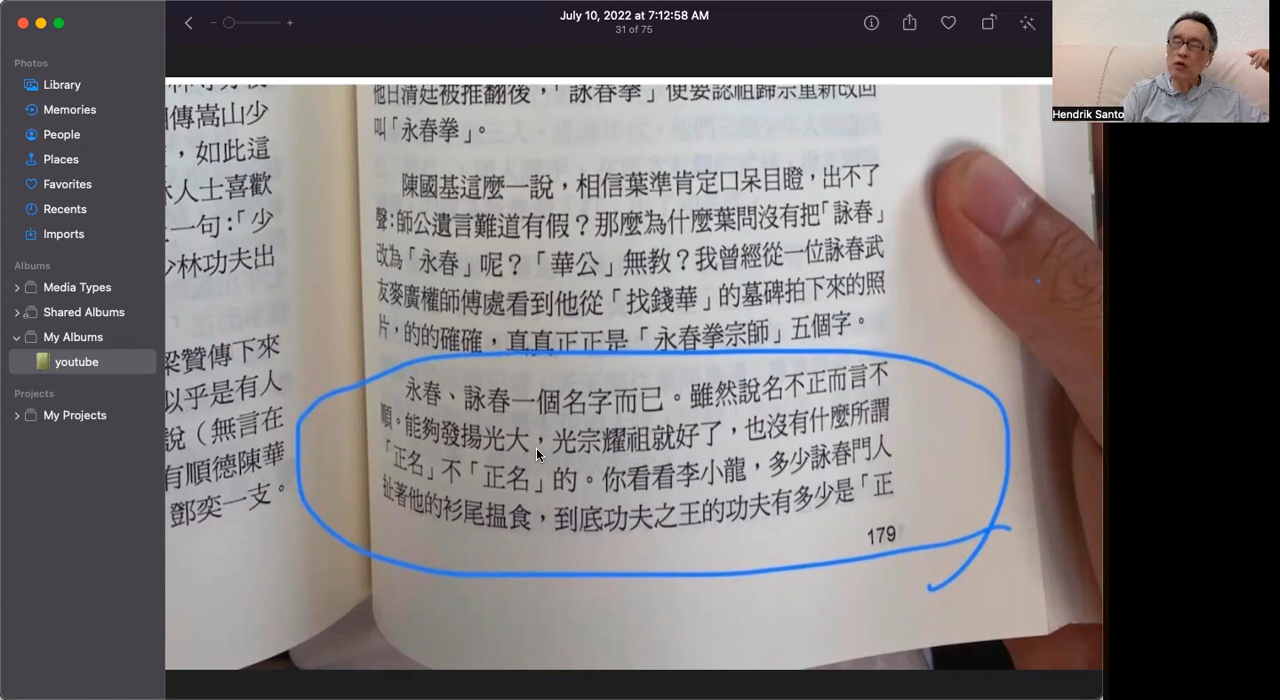 July 10, 2022 at 7:12:58 AM
31 of 75
Photos
Library
Memories
People
Places
Favorites
Recents
Imports
Albums
Media Types
Shared Albums
My Albums
youtube
Projects
My Projects
Hendrik Santo
傳嵩山少
，如此這
人士喜歡
一句：「少
林功夫出
梁贊傳下來
以乎是有人
說（無言在
有順德陳華
鄧奕一支。
他日清廷被推翻後，「詠春拳」便要認祖歸宗重新改回
叫「永春拳」。
陳國基這麼一說，相信葉準肯定口呆目瞪，出不了
聲：師公遺言難道有假？那麼為什麼葉問沒有把「詠春」
改為「永春」呢？「華公」無教？我曾經從一位詠春武
友麥廣權師傅處看到他從「找錢華」的墓碑拍下來的照
片，的的確確，真真正正是「永春拳宗師」五個字。
永春、詠春一個名字而已。雖然說名不正而言不
順。能夠發揚光大，光宗耀祖就好了，也沒有什麼所謂
「正名」不「正名」的。你看看李小龍，多少詠春門人
扯著他的衫尾揾食，到底功夫之王的功夫有多少是「正
179